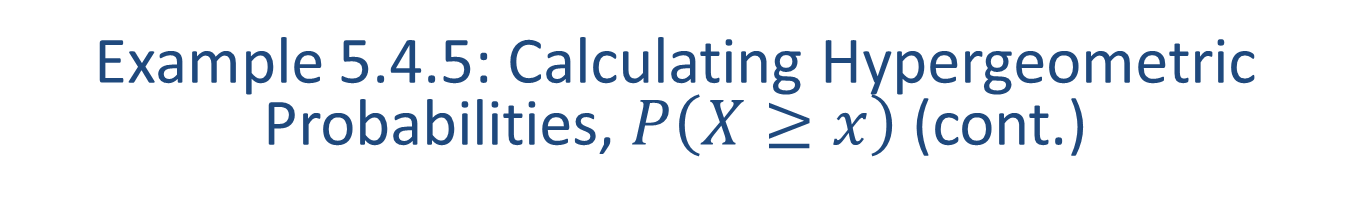 Example 5.4.5: Calculating Hypergeometric
Probabilities, P(X ≥ x) (cont.)